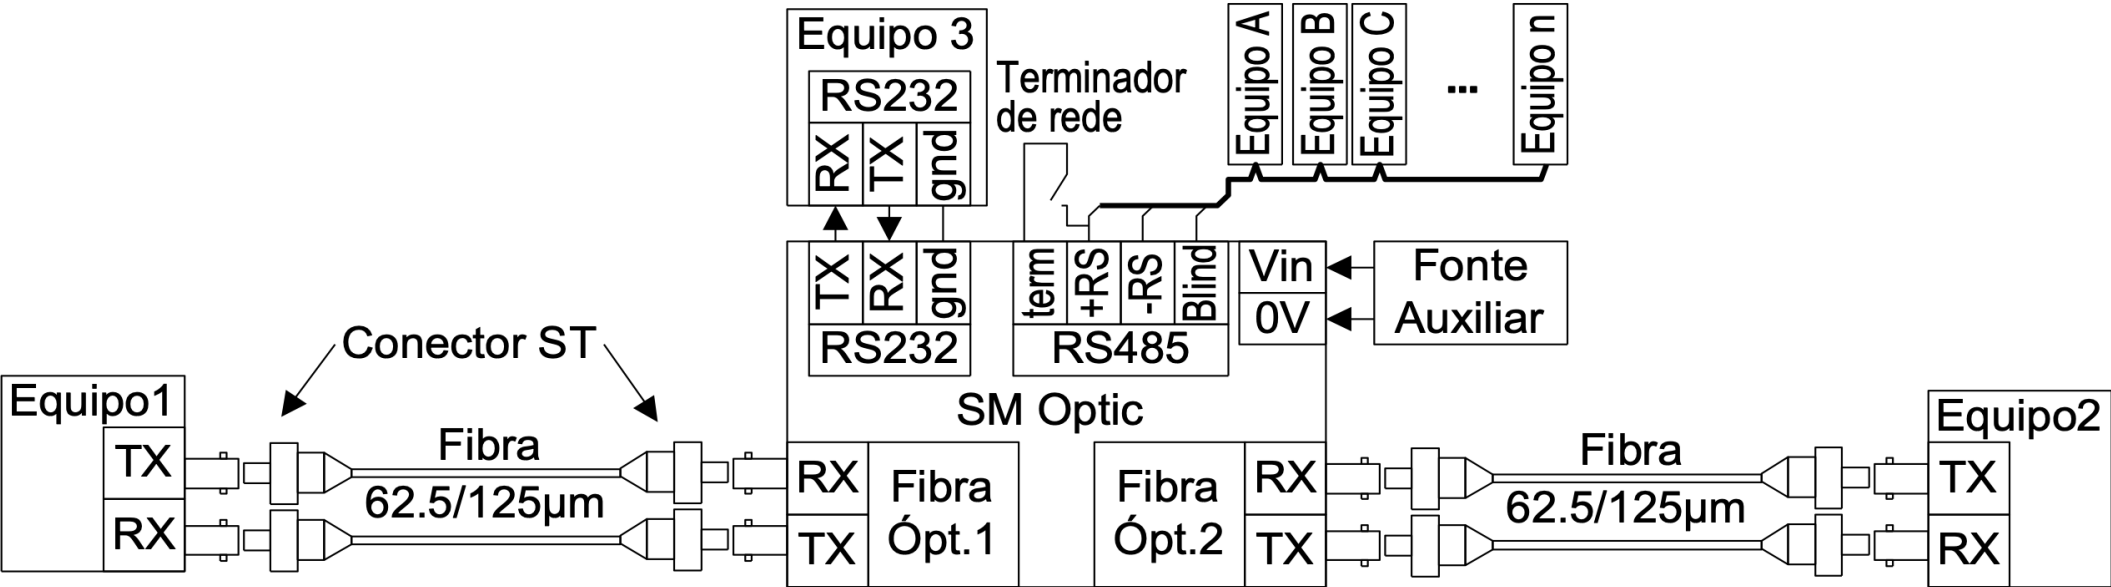 Equipo 3
RS232
RX TX gnd
Terminador
de rede
Equipo A
Equipo B
Equipo C
...
Equipo n
TX RX gnd
RS232
term +RS -RS Blind
RS485
Vin
0V
Fonte
Auxiliar
SM Optic
Conector ST
Equipo1
TX
RX
Fibra
62.5/125µm
RX
TX
Fibra
Ópt.1
Fibra
Ópt.2
RX
TX
Fibra
62.5/125µm
Equipo2
TX
RX